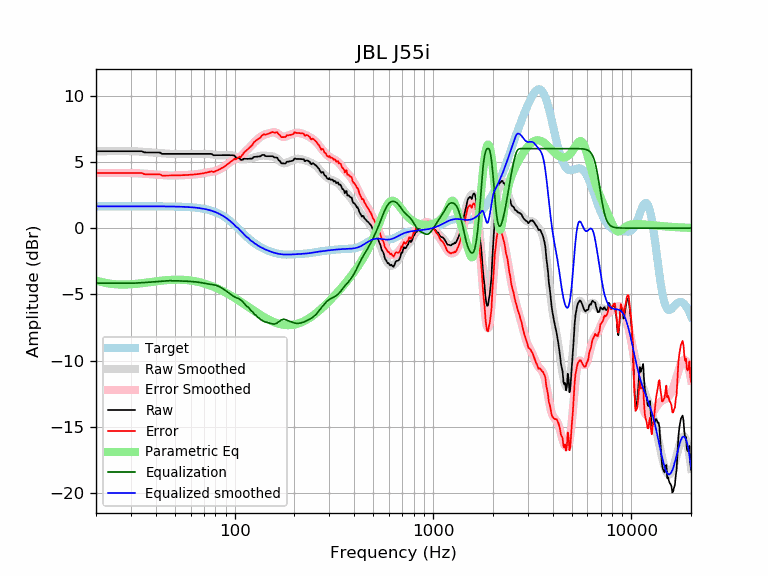 JBL J55i
10
5
0
−5
−10
−15
−20
Amplitude (dBr)
Target
Raw Smoothed
Error Smoothed
Raw
Error
Parametric Eq
Equalization
Equalized smoothed
100
1000
10000
Frequency (Hz)